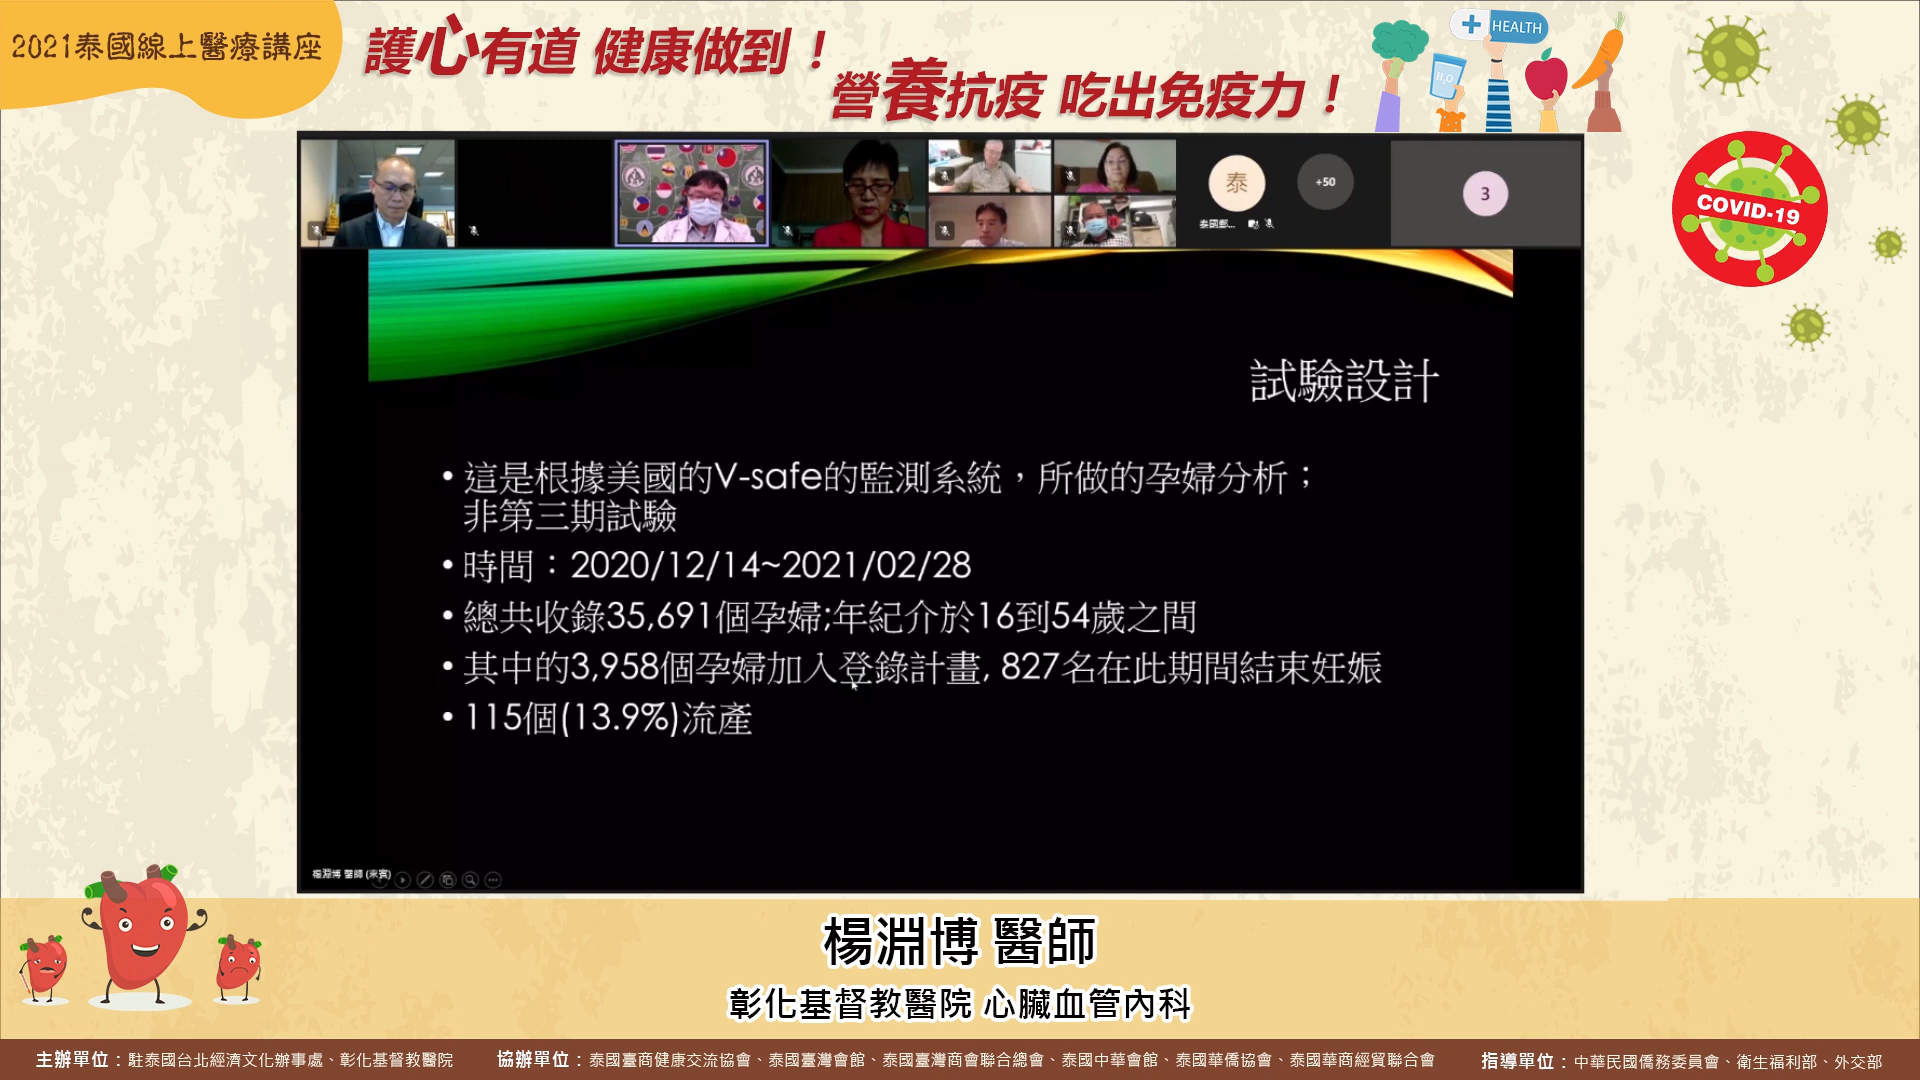 2021泰國線上醫療講座
護心有道 健康做到！
營養抗疫 吃出免疫力！
HEALTH
H₂O
COVID-19
泰
+50
3
泰國郵...
試驗設計
• 這是根據美國的V-safe的監測系統，所做的孕婦分析；
非第三期試驗
• 時間：2020/12/14~2021/02/28
• 總共收錄35,691個孕婦;年紀介於16到54歲之間
• 其中的3,958個孕婦加入登錄計畫, 827名在此期間結束妊娠
• 115個(13.9%)流產
楊淵博 醫師 (來賓)
楊淵博 醫師
彰化基督教醫院 心臟血管內科
主辦單位：駐泰國台北經濟文化辦事處、彰化基督教醫院
協辦單位：泰國臺商健康交流協會、泰國臺灣會館、泰國臺灣商會聯合總會、泰國中華會館、泰國華僑協會、泰國華商經貿聯合會
指導單位：中華民國僑務委員會、衛生福利部、外交部